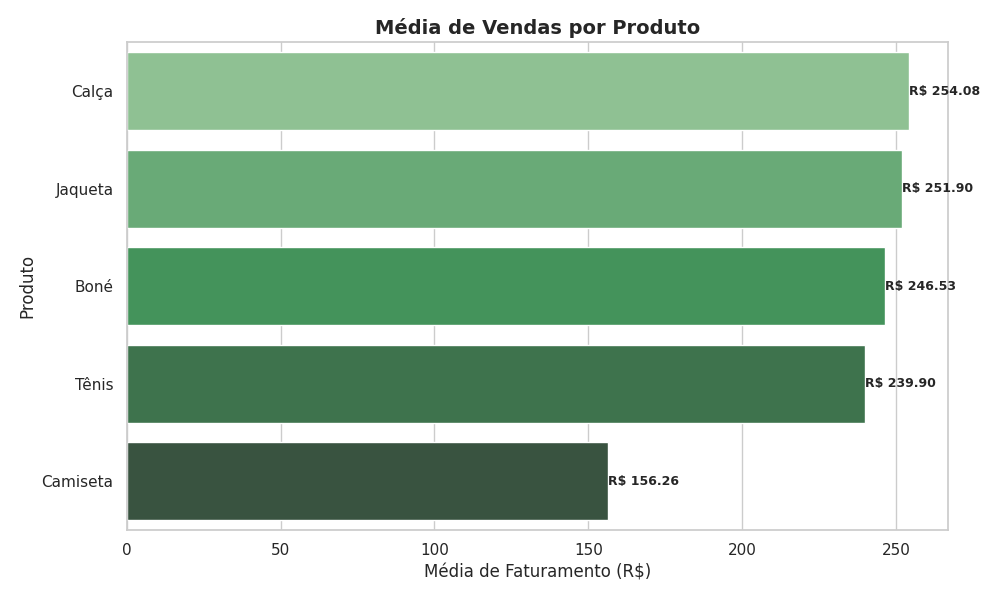 Média de Vendas por Produto
Calça
R$ 254.08
Jaqueta
R$ 251.90
Boné
R$ 246.53
Tênis
R$ 239.90
Camiseta
R$ 156.26
Produto
0 50 100 150 200 250
Média de Faturamento (R$)